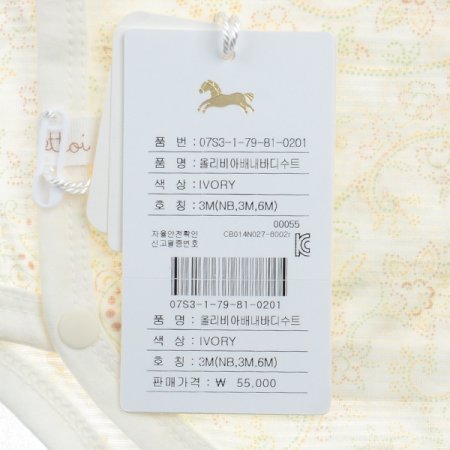 ttoi
품 번 : 07S3-1-79-81-0201
품 명 : 올리비아배내바디수트
색 상 : IVORY
호 칭 : 3M(NB,3M,6M)
00055
자율안전확인
신고필증번호
07S3-1-79-81-0201
품 명 : 올리비아배내바디수트
색 상 : IVORY
호 칭 : 3M(NB,3M,6M)
판매가격 : ₩ 55,000